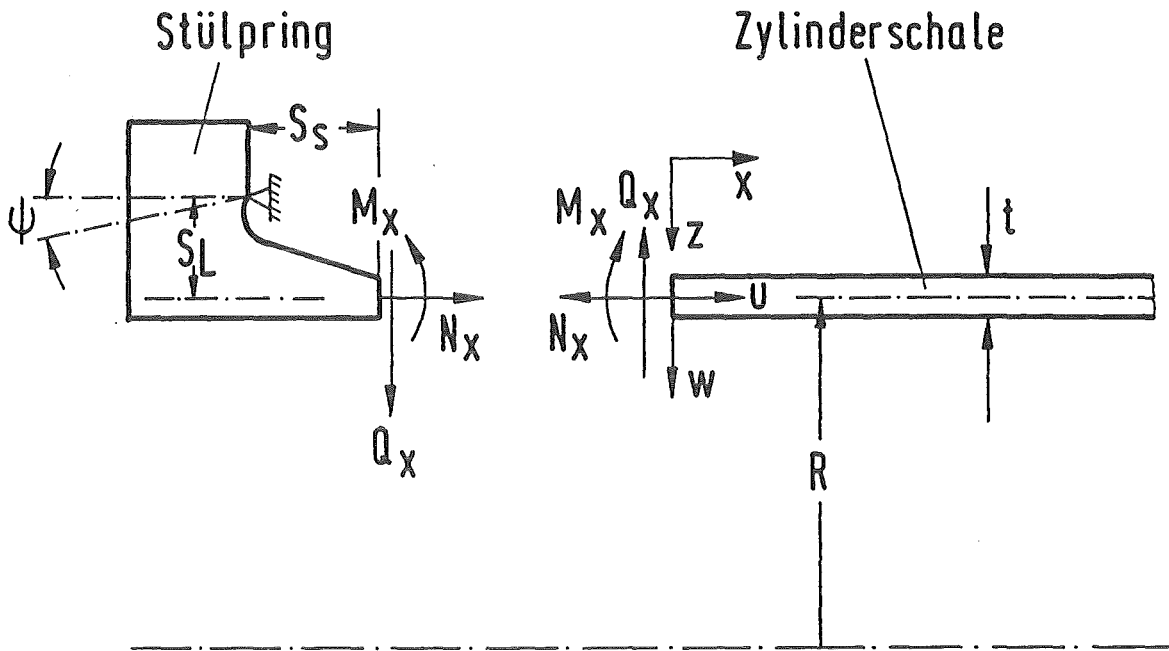 Stülpring
Zylinderschale
S_S
ψ
S_L
M_X
N_X
Q_X
M_X
Q_X
X
Z
t
N_X
U
W
R